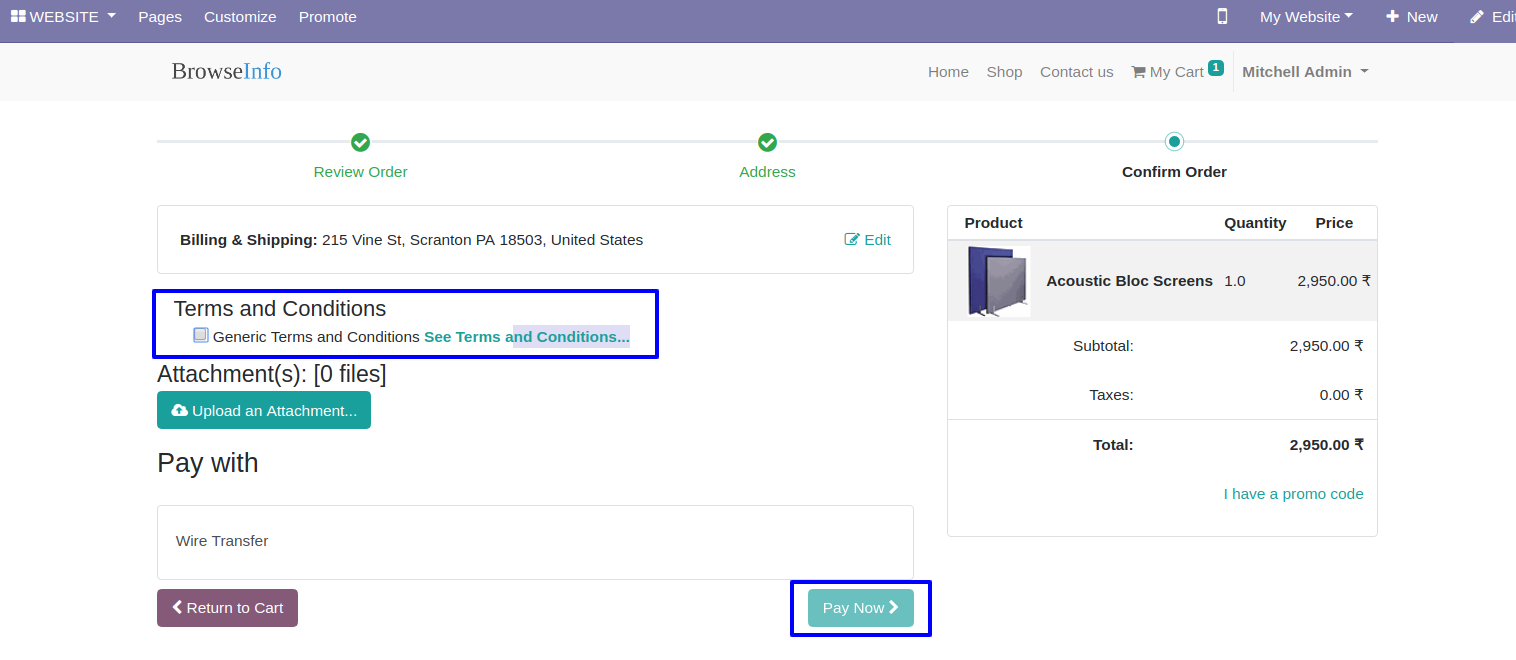 WEBSITE Pages Customize Promote My Website New Edit
BrowseInfo Home Shop Contact us My Cart 1 Mitchell Admin
Review Order Address Confirm Order
Billing & Shipping: 215 Vine St, Scranton PA 18503, United States Edit
Terms and Conditions
Generic Terms and Conditions See Terms and Conditions...
Attachment(s): [0 files]
Upload an Attachment...
Pay with
Wire Transfer
Return to Cart Pay Now
Product Quantity Price
Acoustic Bloc Screens 1.0 2,950.00 ₹
Subtotal: 2,950.00 ₹
Taxes: 0.00 ₹
Total: 2,950.00 ₹
I have a promo code